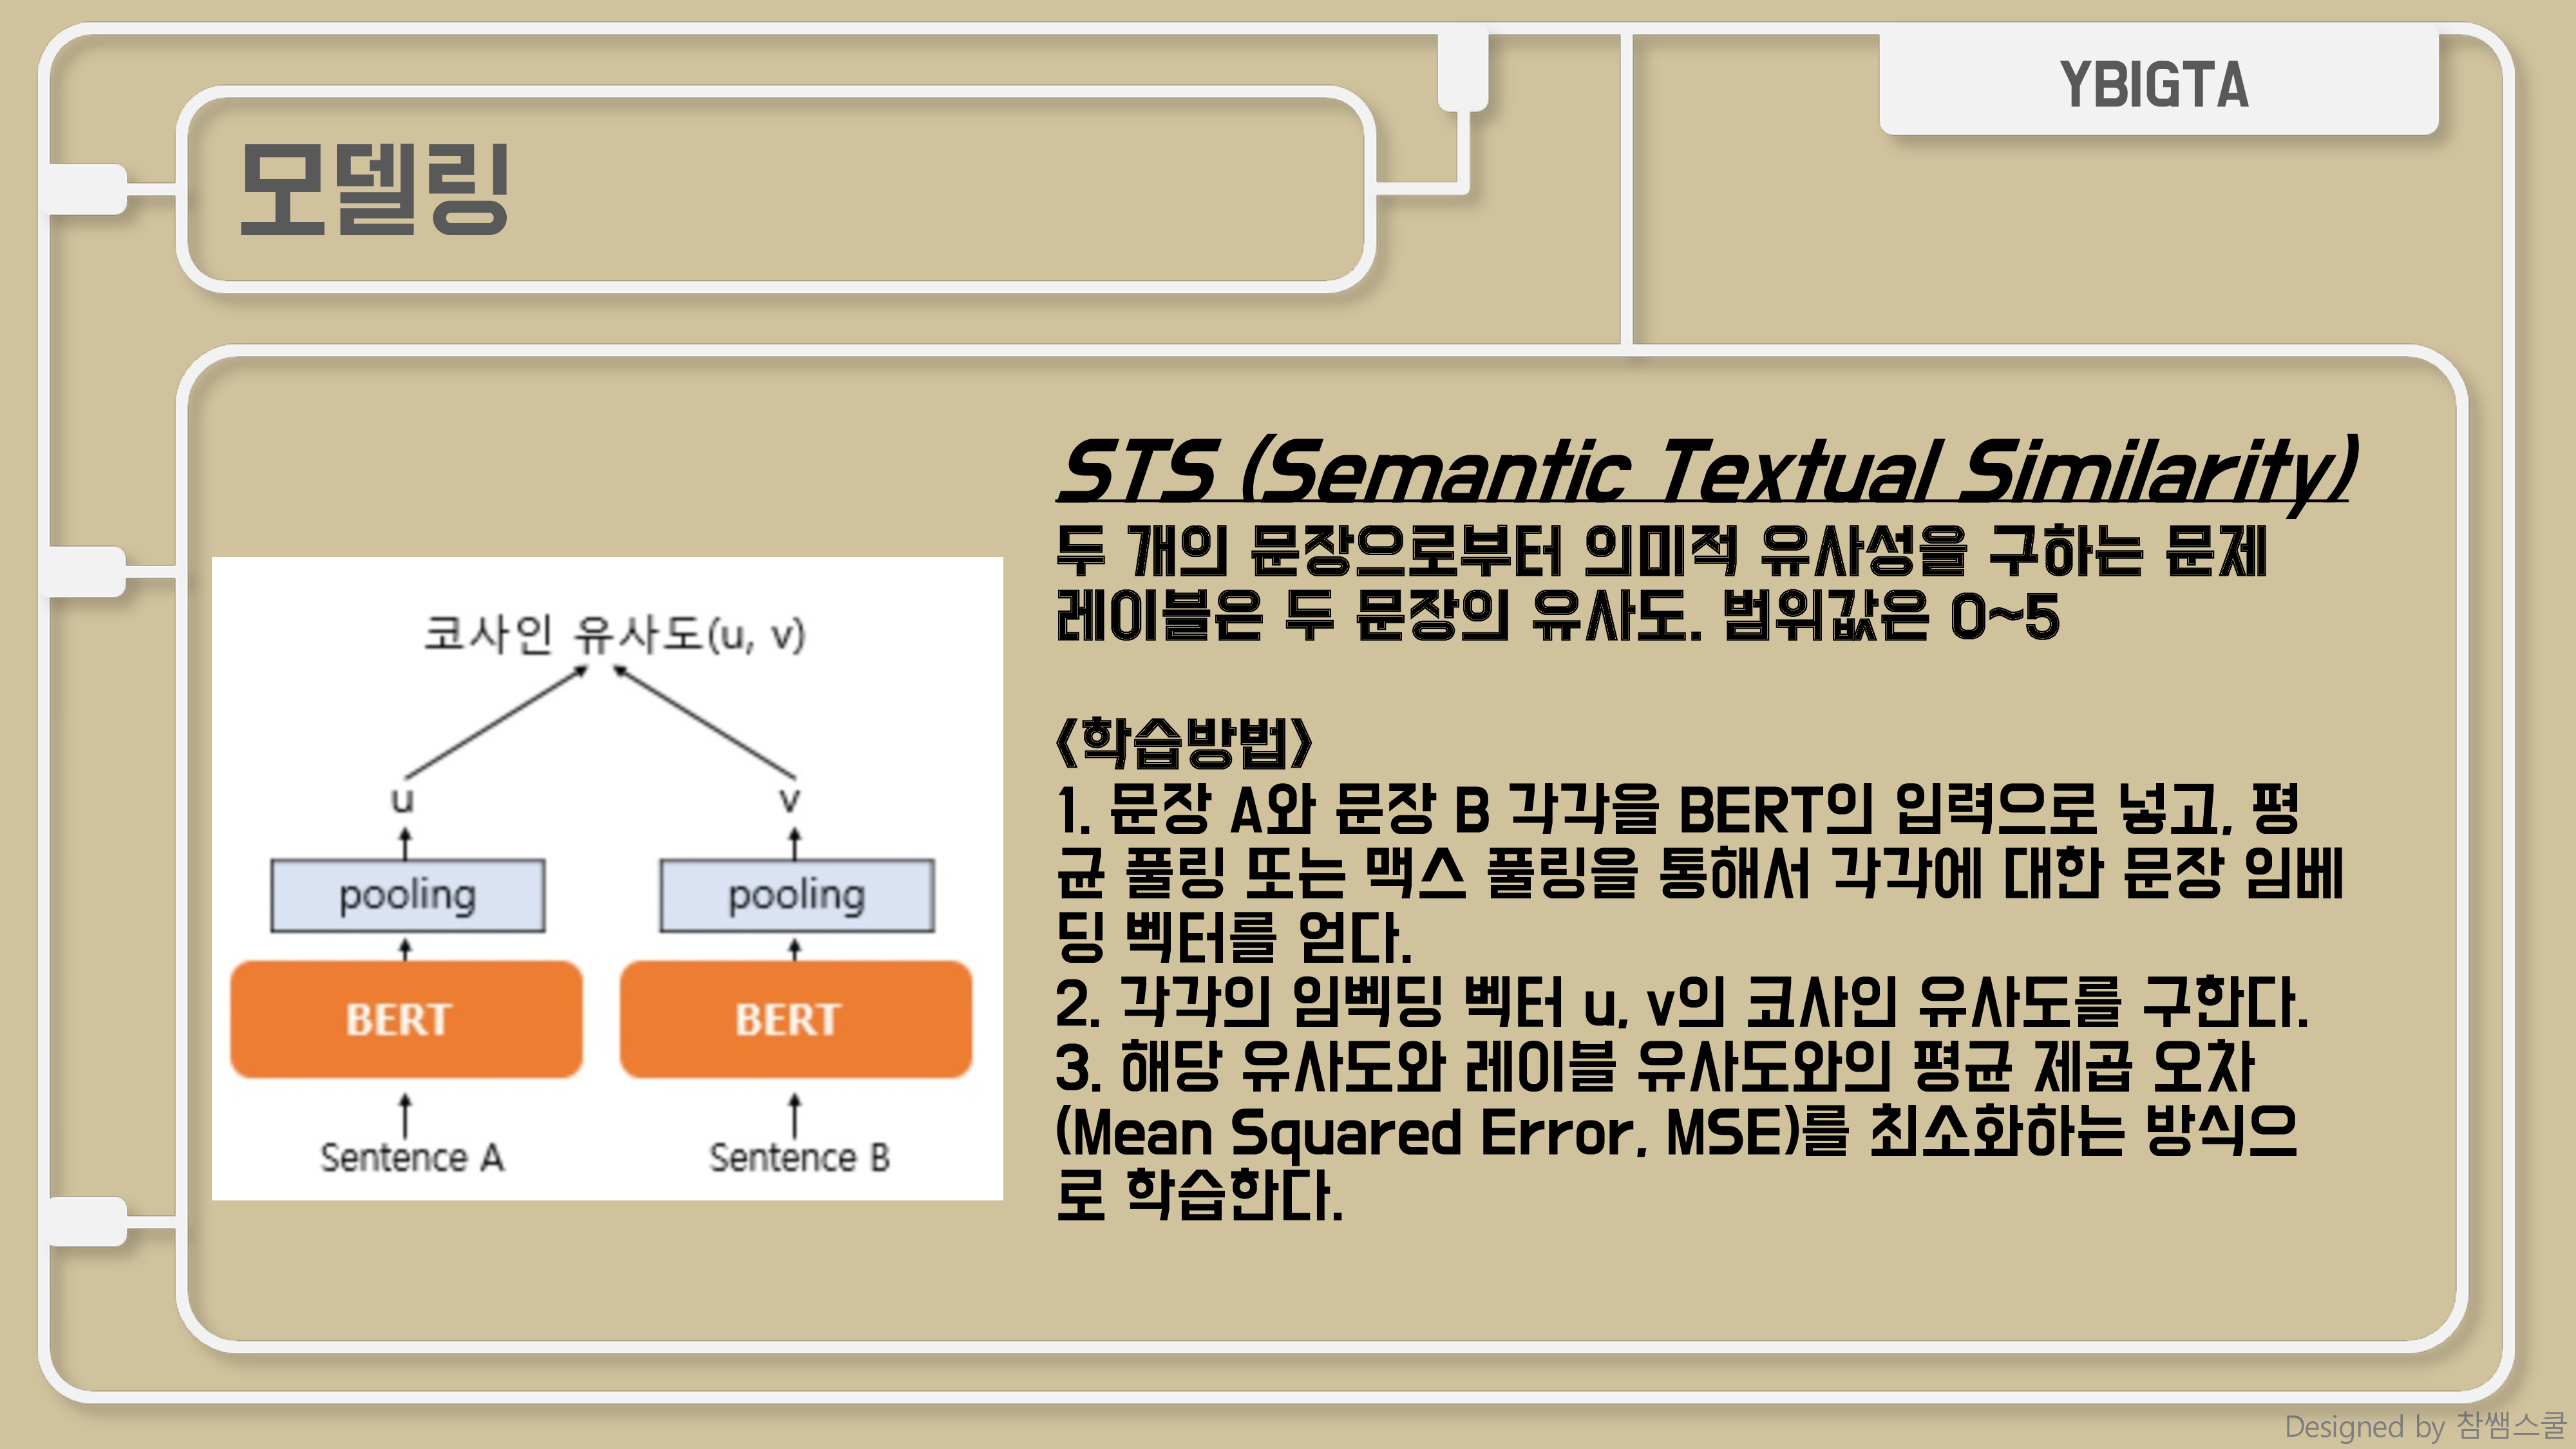 YBIGTA
모델링
STS (Semantic Textual Similarity)
두 개의 문장으로부터 의미적 유사성을 구하는 문제
레이블은 두 문장의 유사도. 범위값은 0~5
<학습방법>
1. 문장 A와 문장 B 각각을 BERT의 입력으로 넣고, 평
균 풀링 또는 맥스 풀링을 통해서 각각에 대한 문장 임베
딩 벡터를 얻다.
2. 각각의 임벡딩 벡터 u, v의 코사인 유사도를 구한다.
3. 해당 유사도와 레이블 유사도와의 평균 제곱 오차
(Mean Squared Error, MSE)를 최소화하는 방식으
로 학습한다.
코사인 유사도(u, v)
u v
pooling pooling
BERT BERT
Sentence A Sentence B
Designed by 참쌤스쿨